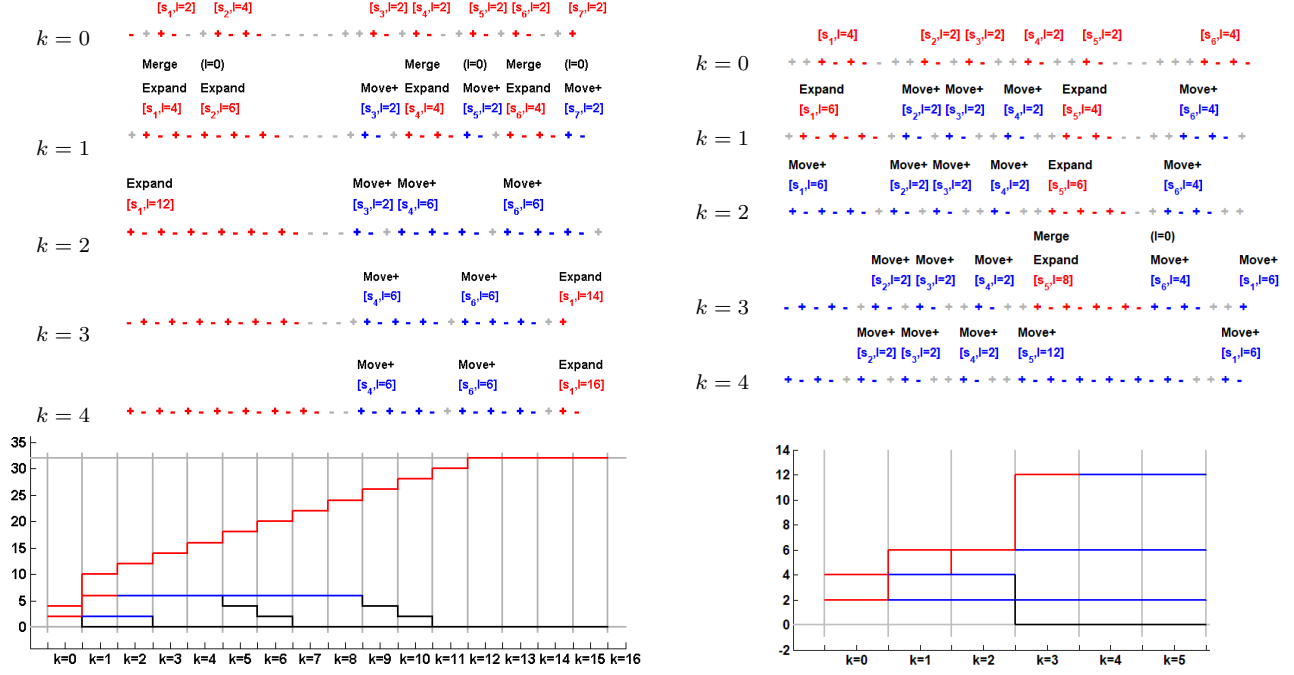 [s₁,l=2] [s₂,l=4] [s₃,l=2] [s₄,l=2] [s₅,l=2] [s₆,l=2] [s₇,l=2]
k = 0
Merge (l=0) Merge (l=0) Merge (l=0)
Expand Expand Move+ Expand Move+ Expand Move+
[s₁,l=4] [s₂,l=6] [s₃,l=2] [s₄,l=4] [s₅,l=2] [s₆,l=4] [s₇,l=2]
k = 1
Expand Move+ Move+ Move+
[s₁,l=12] [s₃,l=2] [s₄,l=6] [s₆,l=6]
k = 2
Move+ Move+ Expand
[s₄,l=6] [s₆,l=6] [s₁,l=14]
k = 3
Move+ Move+ Expand
[s₄,l=6] [s₆,l=6] [s₁,l=16]
k = 4
35
30
25
20
15
10
5
0
k=0 k=1 k=2 k=3 k=4 k=5 k=6 k=7 k=8 k=9 k=10 k=11 k=12 k=13 k=14 k=15 k=16
[s₁,l=4] [s₂,l=2] [s₃,l=2] [s₄,l=2] [s₅,l=2] [s₆,l=4]
k = 0
Expand Move+ Move+ Move+ Expand Move+
[s₁,l=6] [s₂,l=2] [s₃,l=2] [s₄,l=2] [s₅,l=4] [s₆,l=4]
k = 1
Move+ Move+ Move+ Move+ Expand Move+
[s₁,l=6] [s₂,l=2] [s₃,l=2] [s₄,l=2] [s₅,l=6] [s₆,l=4]
k = 2
Merge (l=0)
Move+ Move+ Move+ Expand Move+ Move+
[s₂,l=2] [s₃,l=2] [s₄,l=2] [s₅,l=8] [s₆,l=4] [s₁,l=6]
k = 3
Move+ Move+ Move+ Move+ Move+
[s₂,l=2] [s₃,l=2] [s₄,l=2] [s₅,l=12] [s₁,l=6]
k = 4
14
12
10
8
6
4
2
0
-2
k=0 k=1 k=2 k=3 k=4 k=5